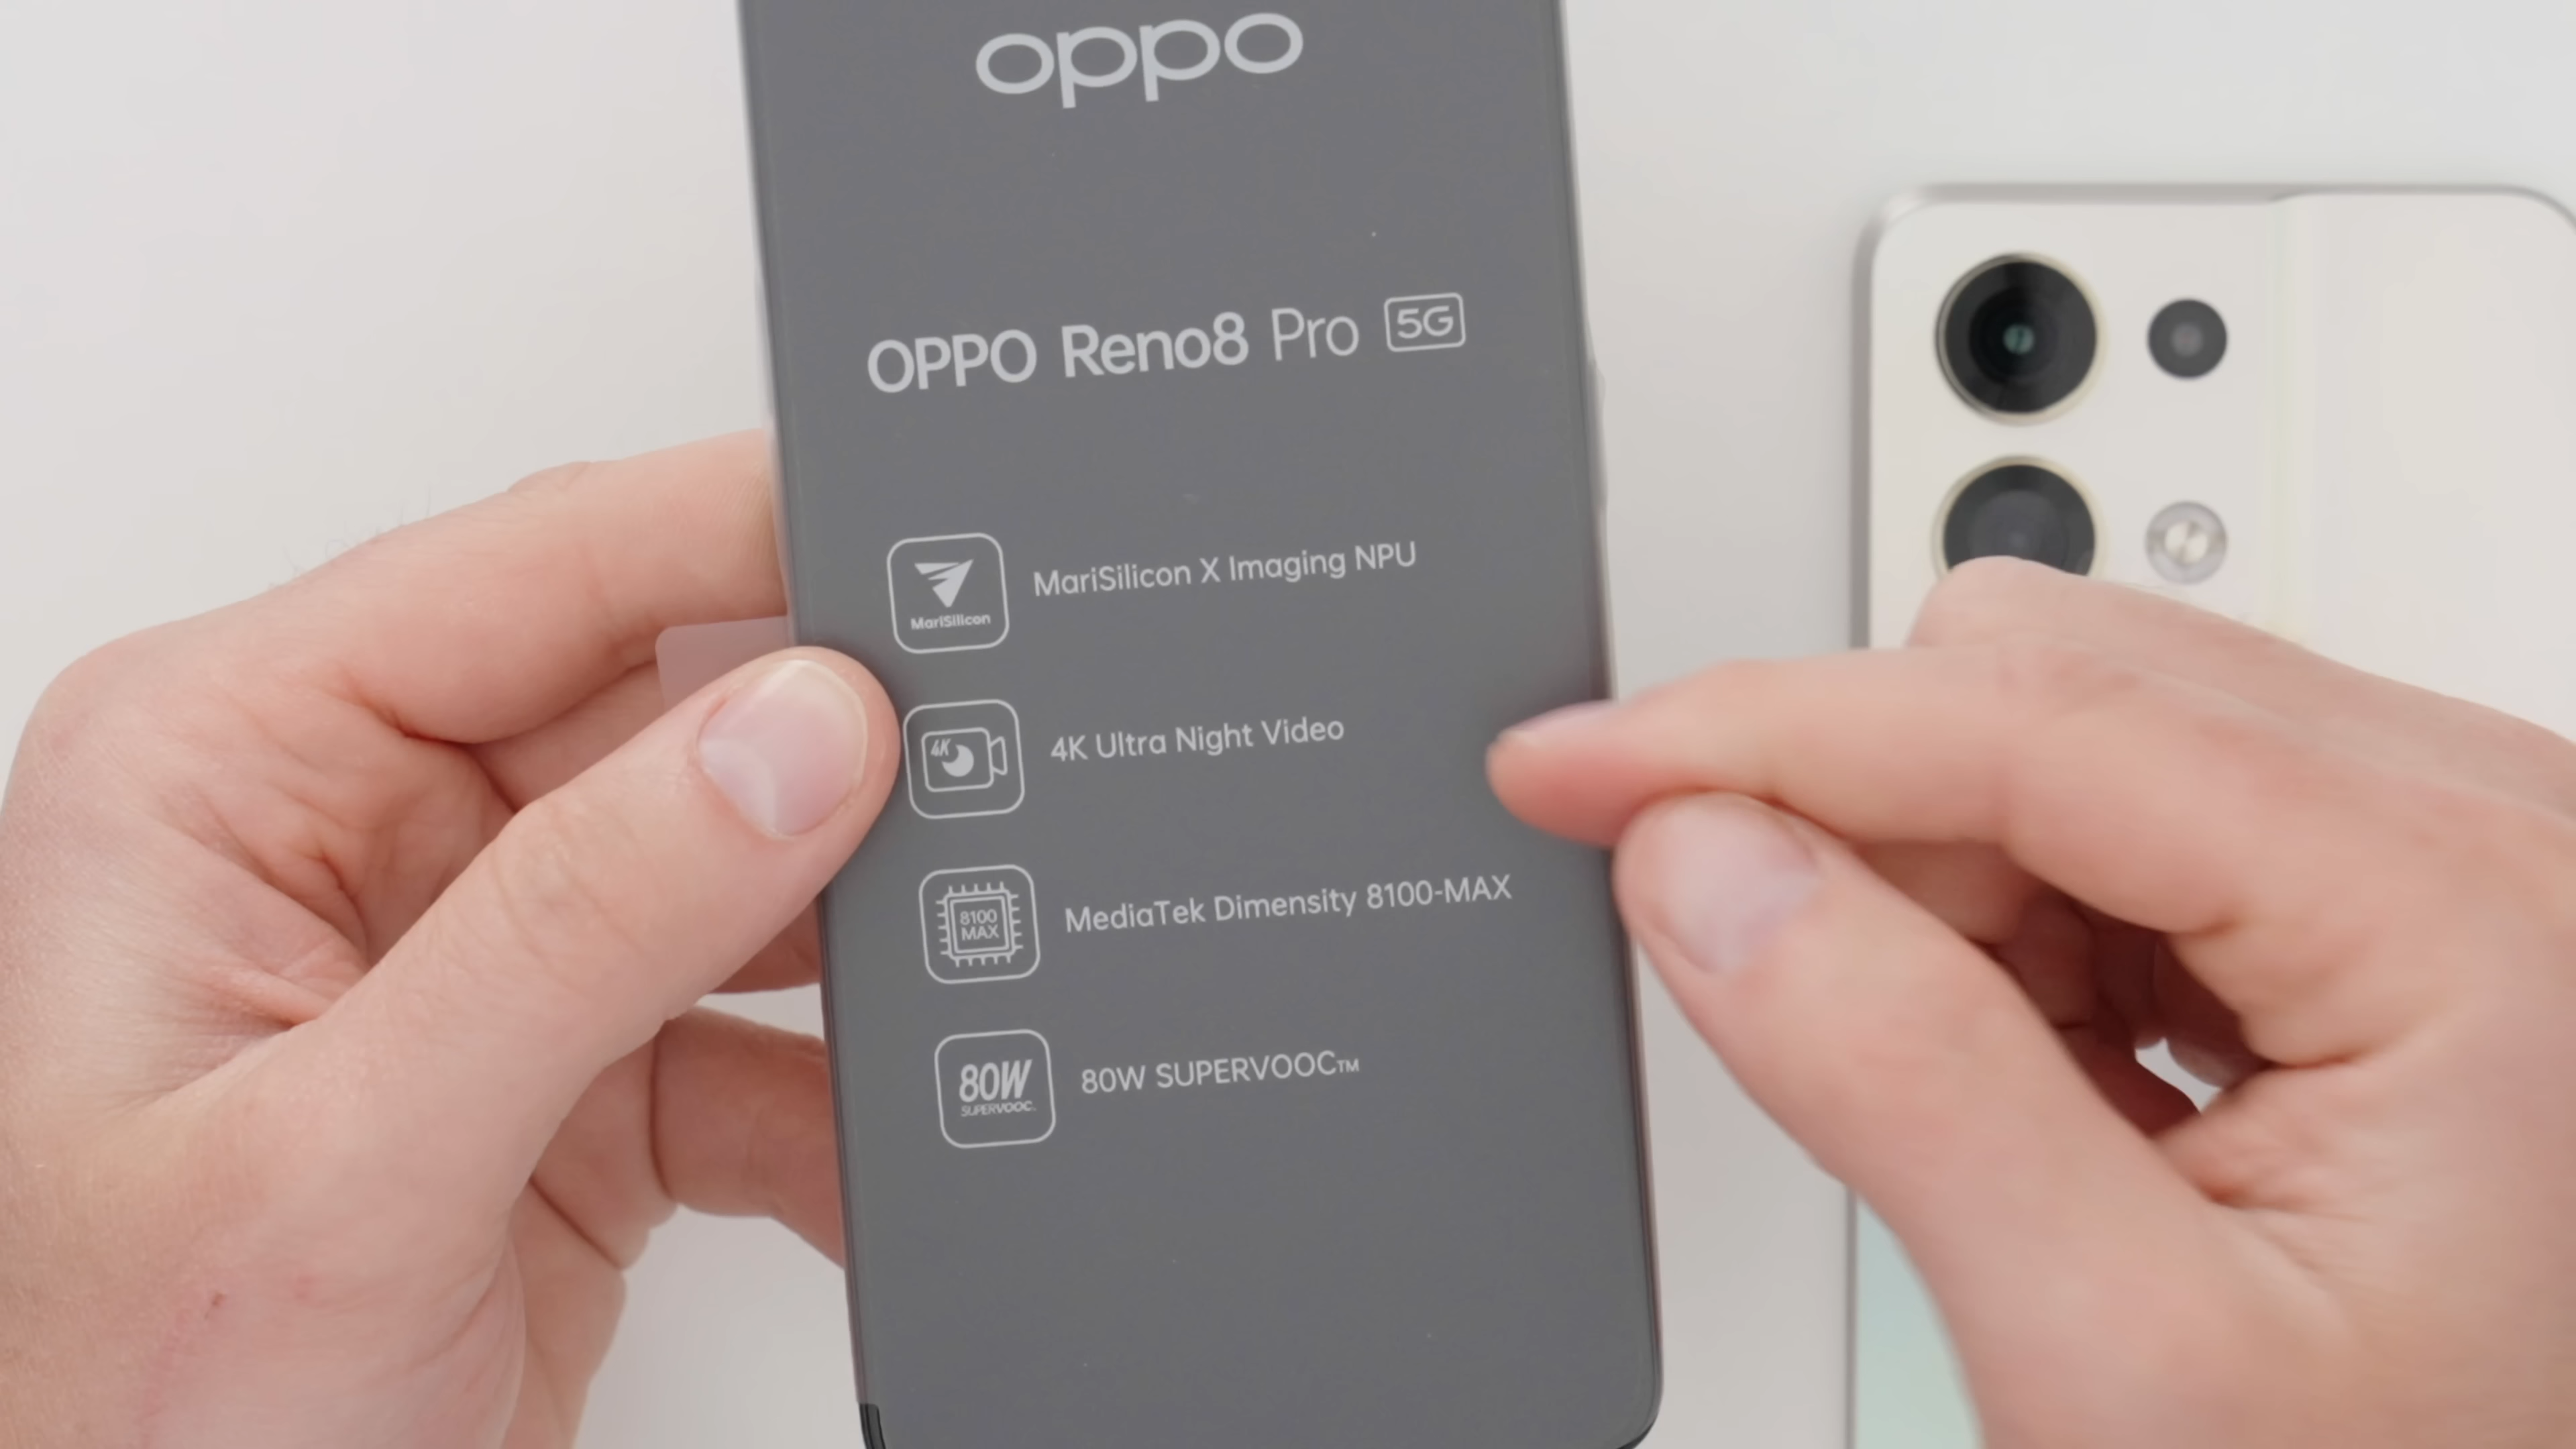 oppo
OPPO Reno8 Pro 5G
MariSilicon
MariSilicon X Imaging NPU
4K
4K Ultra Night Video
8100
MAX
MediaTek Dimensity 8100-MAX
80W
SUPERVOOC
80W SUPERVOOC™